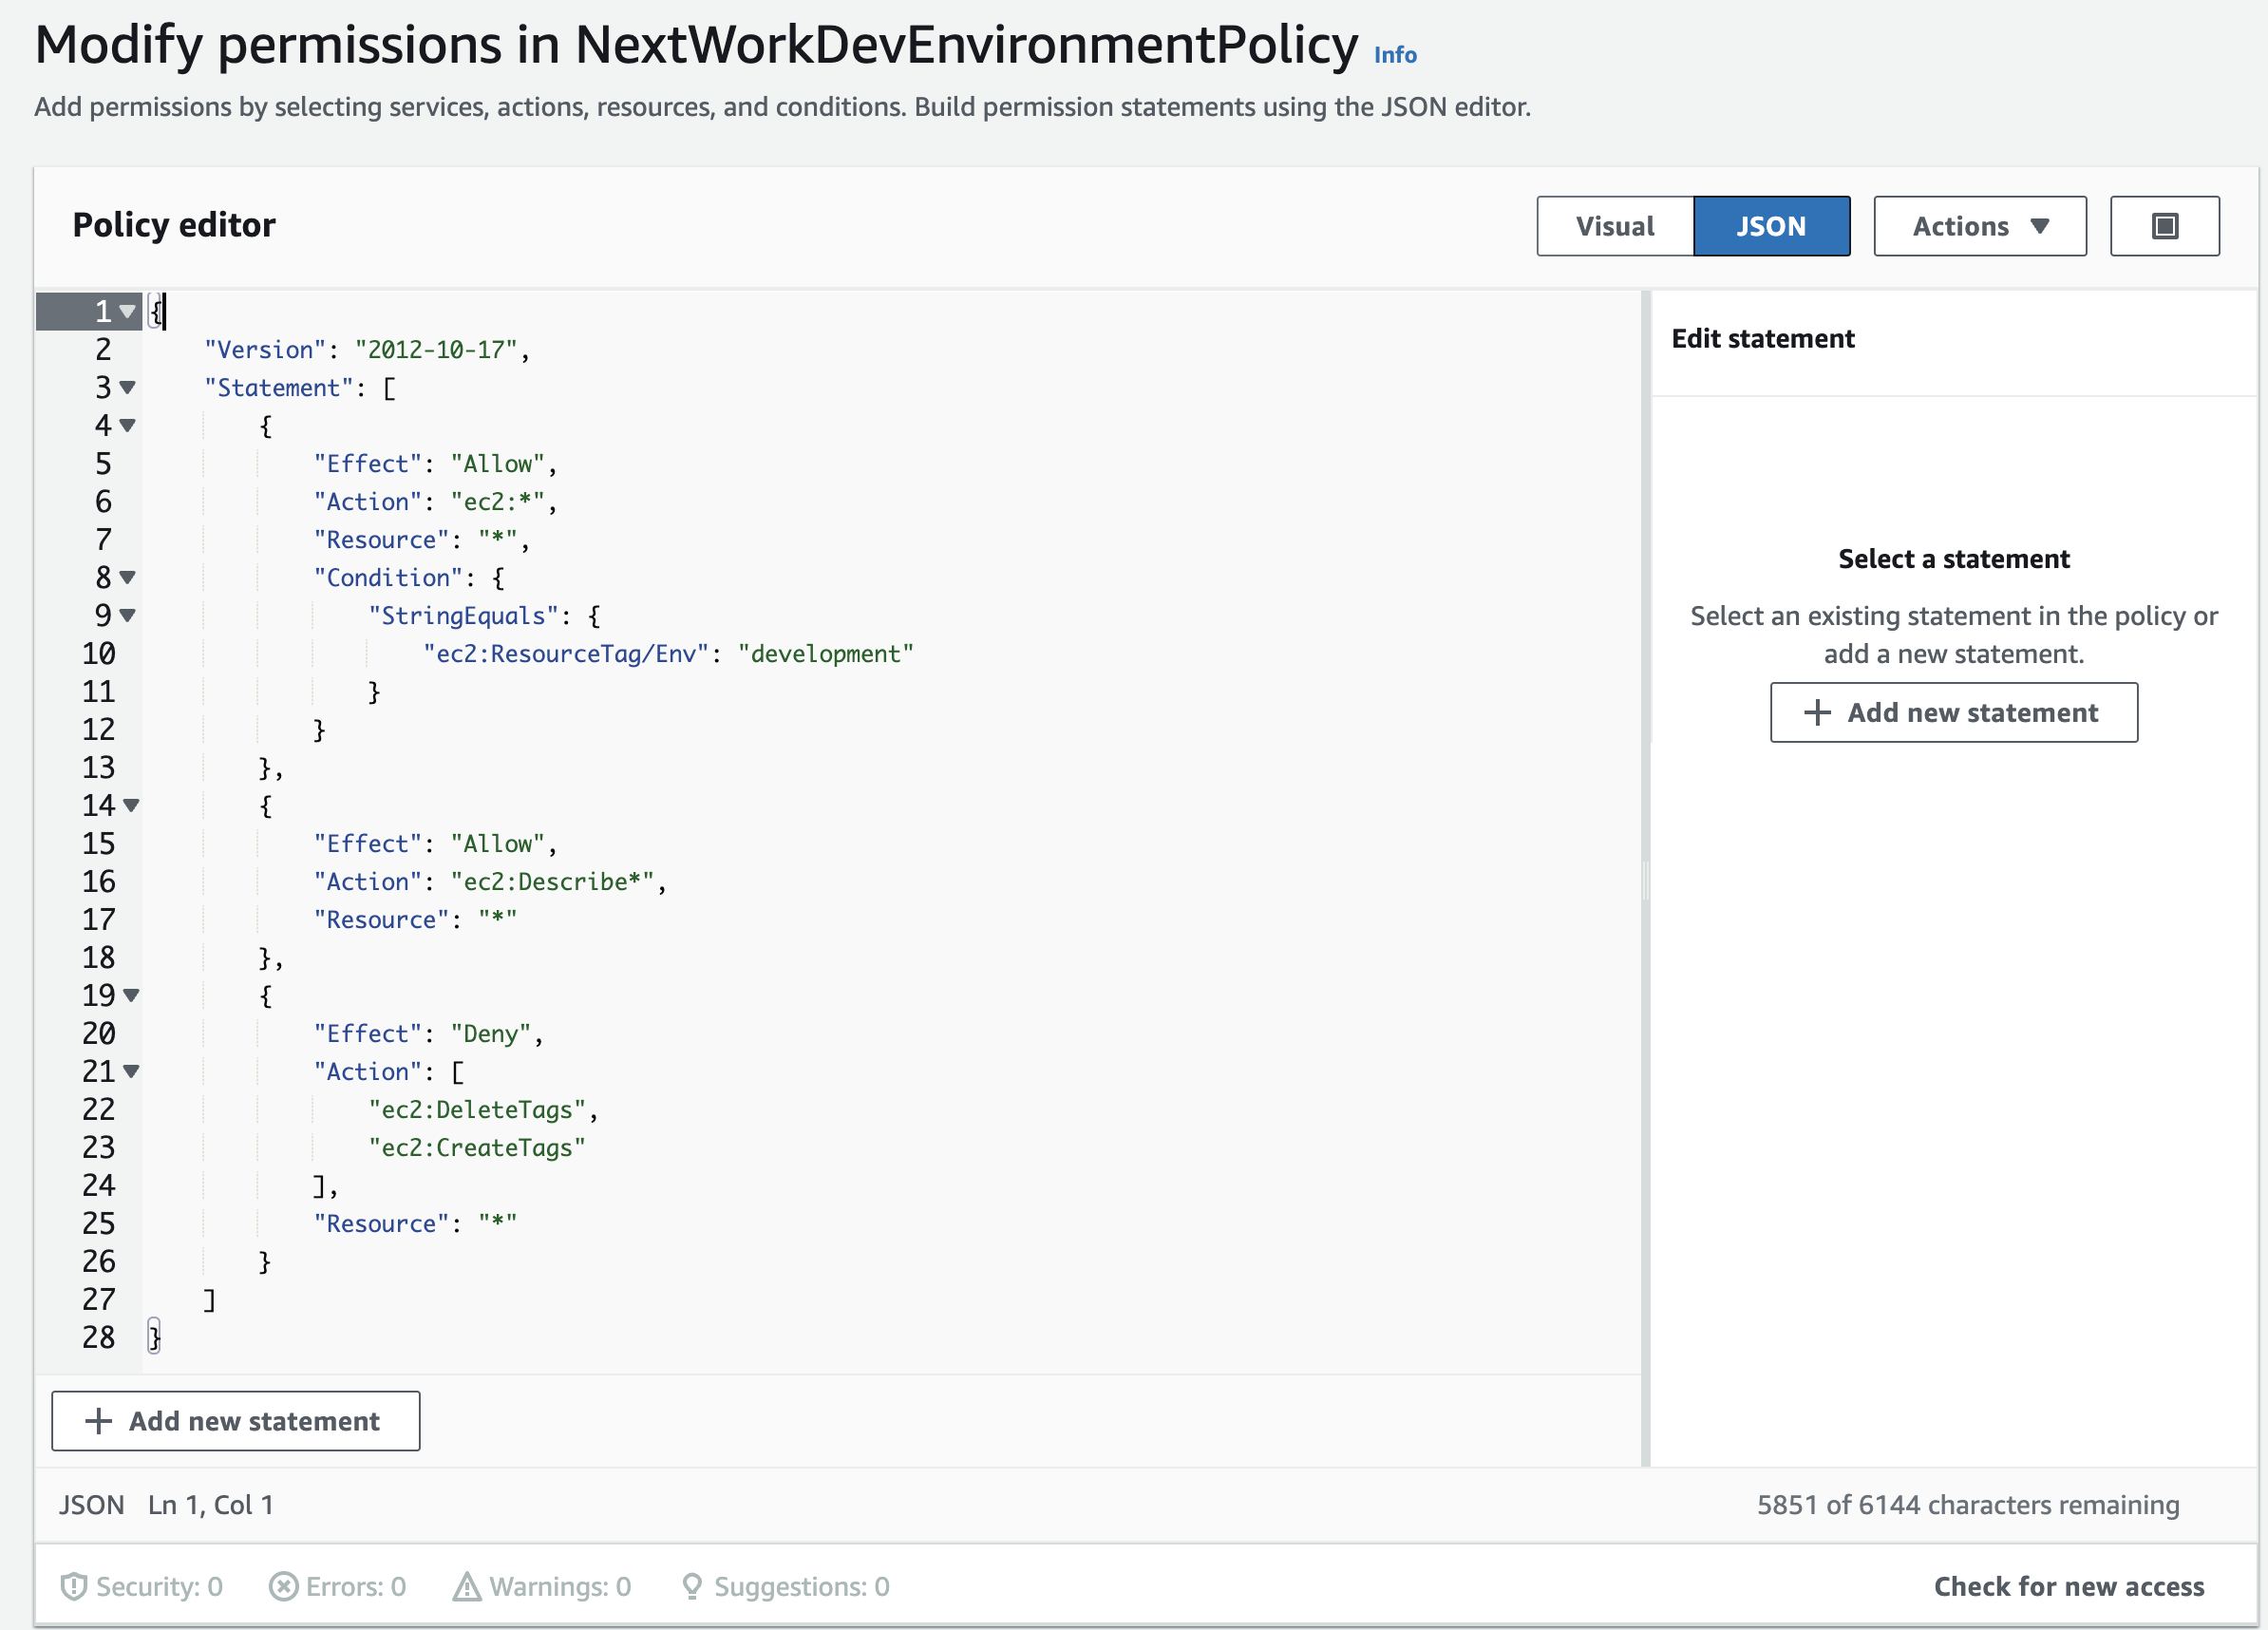 Modify permissions in NextWorkDevEnvironmentPolicy Info
Add permissions by selecting services, actions, resources, and conditions. Build permission statements using the JSON editor.
Policy editor
Visual
JSON
Actions
1 {
2 "Version": "2012-10-17",
3 "Statement": [
4 {
5 "Effect": "Allow",
6 "Action": "ec2:*",
7 "Resource": "*",
8 "Condition": {
9 "StringEquals": {
10 "ec2:ResourceTag/Env": "development"
11 }
12 }
13 },
14 {
15 "Effect": "Allow",
16 "Action": "ec2:Describe*",
17 "Resource": "*"
18 },
19 {
20 "Effect": "Deny",
21 "Action": [
22 "ec2:DeleteTags",
23 "ec2:CreateTags"
24 ],
25 "Resource": "*"
26 }
27 ]
28 }
+ Add new statement
Edit statement
Select a statement
Select an existing statement in the policy or
add a new statement.
+ Add new statement
JSON Ln 1, Col 1
5851 of 6144 characters remaining
Security: 0
Errors: 0
Warnings: 0
Suggestions: 0
Check for new access